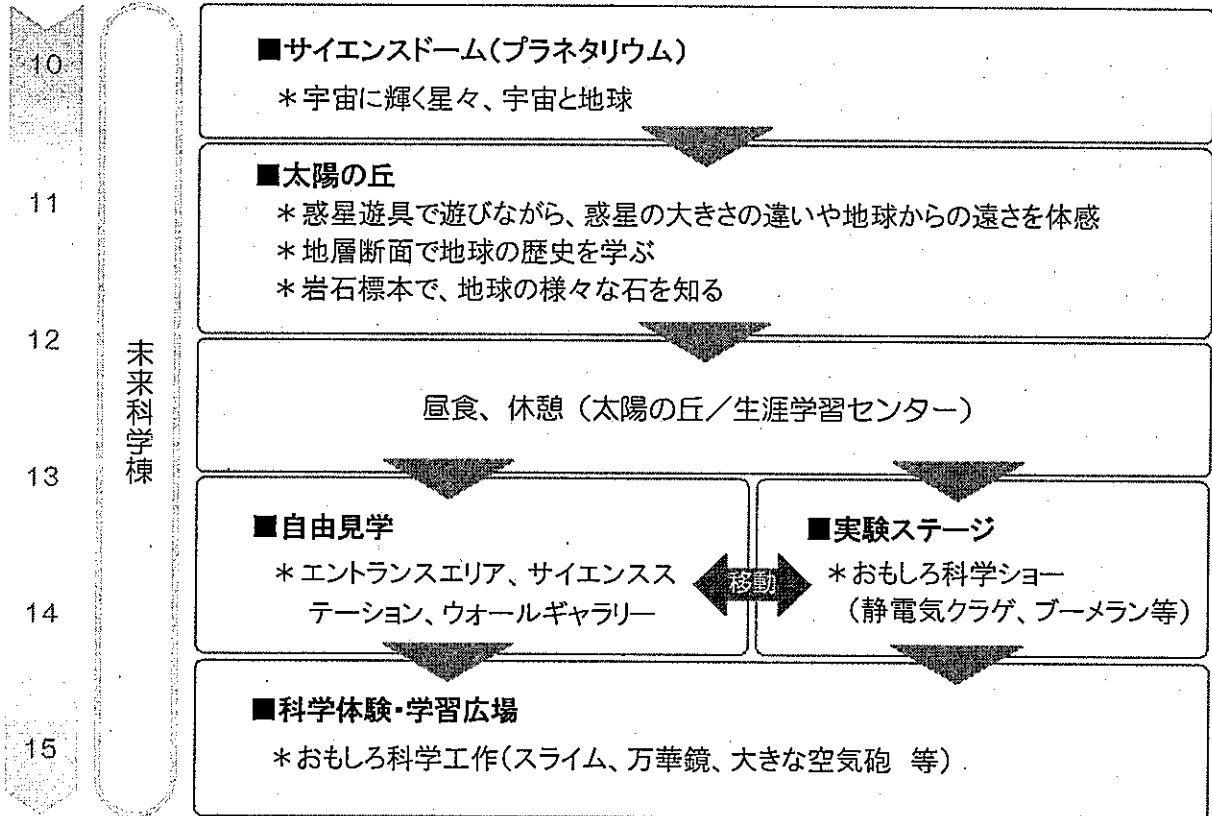 10
11
12
13
14
15
未来科学棟
■サイエンスドーム(プラネタリウム)
＊宇宙に輝く星々、宇宙と地球
■太陽の丘
＊惑星遊具で遊びながら、惑星の大きさの違いや地球からの遠さを体感
＊地層断面で地球の歴史を学ぶ
＊岩石標本で、地球の様々な石を知る
昼食、休憩（太陽の丘／生涯学習センター）
■自由見学
＊エントランスエリア、サイエンスス
テーション、ウォールギャラリー
移動
■実験ステージ
＊おもしろ科学ショー
（静電気クラゲ、ブーメラン等）
■科学体験・学習広場
＊おもしろ科学工作(スライム、万華鏡、大きな空気砲 等)